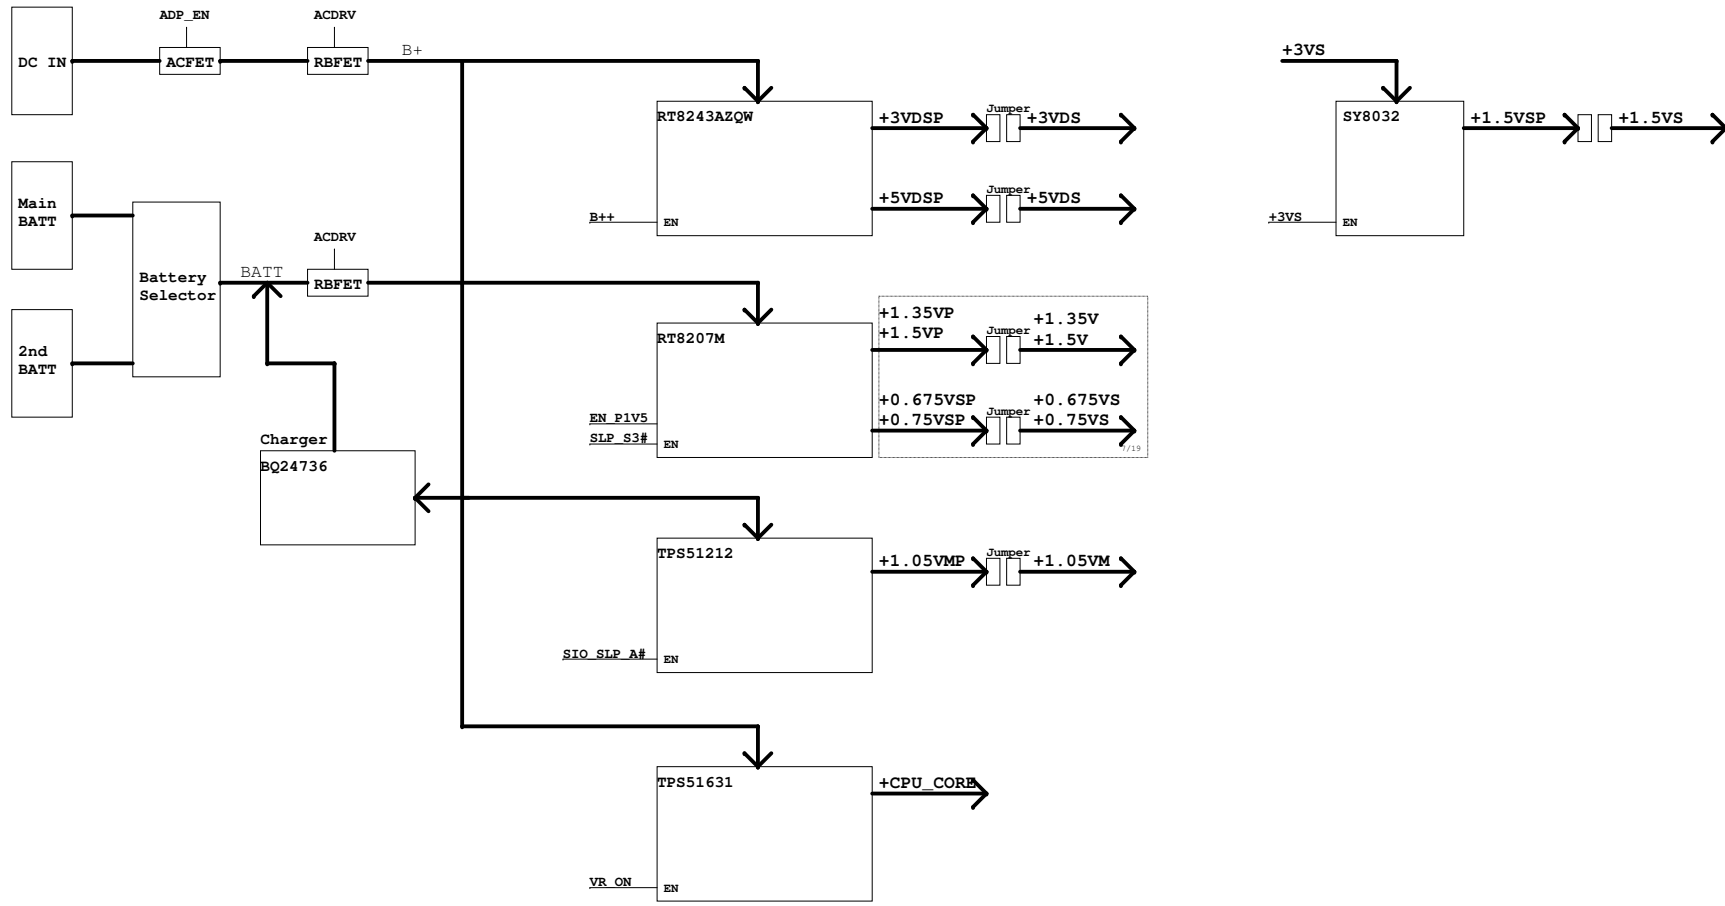 ADP_EN
ACDRV
B+
DC IN
ACFET
RBFET
+3VS
RT8243AZQW
+3VDSP
Jumper
+3VDS
SY8032
+1.5VSP
+1.5VS
Main
BATT
+5VDSP
Jumper
+5VDS
B++
EN
+3VS
EN
ACDRV
Battery
Selector
BATT
RBFET
2nd
BATT
RT8207M
+1.35VP
+1.5VP
Jumper
+1.35V
+1.5V
+0.675VSP
+0.75VSP
Jumper
+0.675VS
+0.75VS
7/19
EN_P1V5
SLP_S3#
EN
Charger
BQ24736
TPS51212
+1.05VMP
Jumper
+1.05VM
SIO_SLP_A#
EN
TPS51631
+CPU_CORE
VR_ON
EN